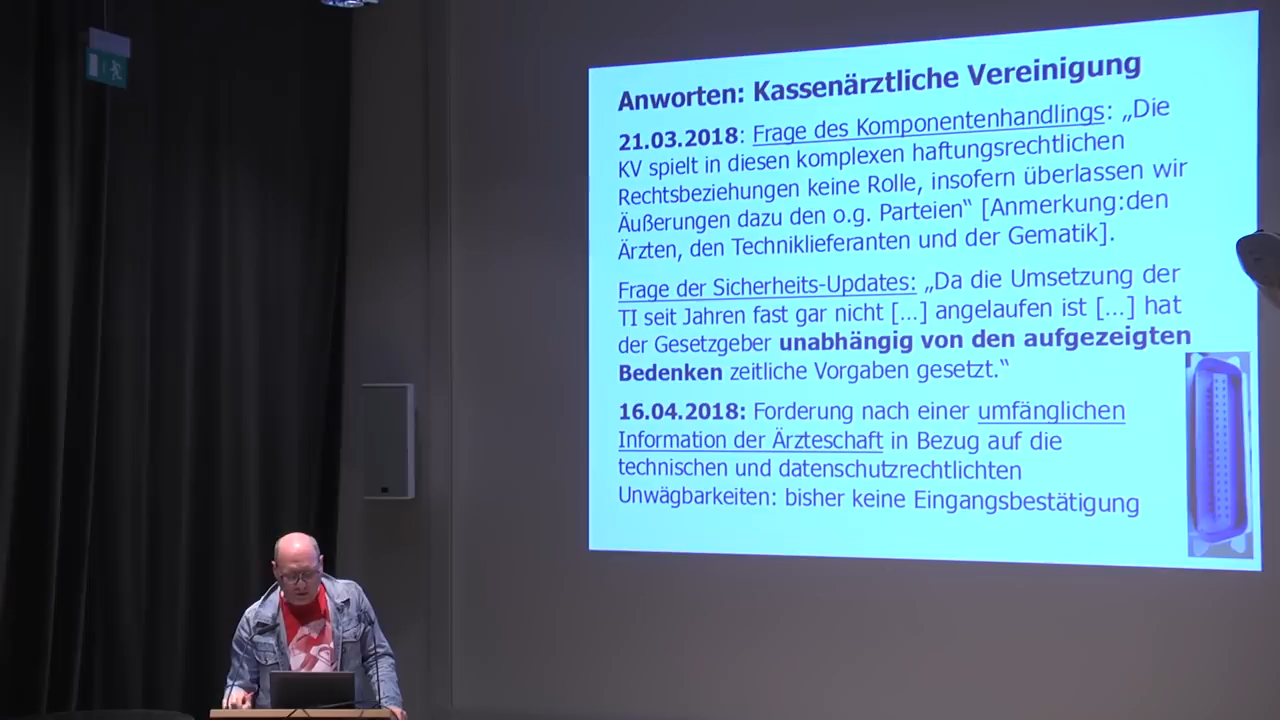 Anworten: Kassenärztliche Vereinigung
21.03.2018: Frage des Komponentenhandlings: „Die
KV spielt in diesen komplexen haftungsrechtlichen
Rechtsbeziehungen keine Rolle, insofern überlassen wir
Äußerungen dazu den o.g. Parteien“ [Anmerkung:den
Ärzten, den Techniklieferanten und der Gematik].
Frage der Sicherheits-Updates: „Da die Umsetzung der
TI seit Jahren fast gar nicht [...] angelaufen ist [...] hat
der Gesetzgeber unabhängig von den aufgezeigten
Bedenken zeitliche Vorgaben gesetzt.“
16.04.2018: Forderung nach einer umfänglichen
Information der Ärzteschaft in Bezug auf die
technischen und datenschutzrechtlichten
Unwägbarkeiten: bisher keine Eingangsbestätigung